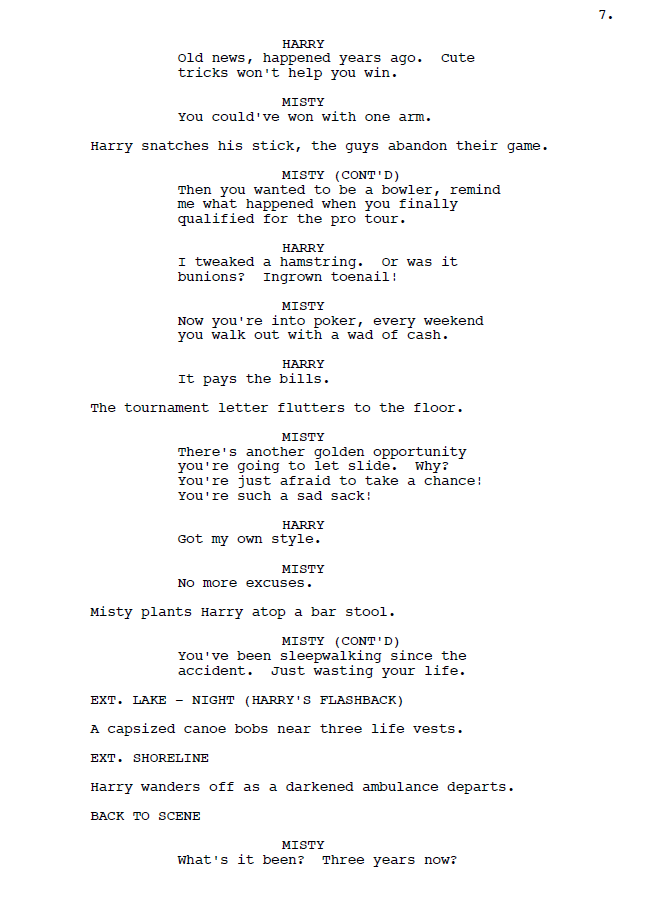 7.
HARRY
Old news, happened years ago.  Cute
tricks won't help you win.
MISTY
You could've won with one arm.
Harry snatches his stick, the guys abandon their game.
MISTY (CONT'D)
Then you wanted to be a bowler, remind
me what happened when you finally
qualified for the pro tour.
HARRY
I tweaked a hamstring.  Or was it
bunions?  Ingrown toenail!
MISTY
Now you're into poker, every weekend
you walk out with a wad of cash.
HARRY
It pays the bills.
The tournament letter flutters to the floor.
MISTY
There's another golden opportunity
you're going to let slide.  Why?
You're just afraid to take a chance!
You're such a sad sack!
HARRY
Got my own style.
MISTY
No more excuses.
Misty plants Harry atop a bar stool.
MISTY (CONT'D)
You've been sleepwalking since the
accident.  Just wasting your life.
EXT. LAKE - NIGHT (HARRY'S FLASHBACK)
A capsized canoe bobs near three life vests.
EXT. SHORELINE
Harry wanders off as a darkened ambulance departs.
BACK TO SCENE
MISTY
What's it been?  Three years now?